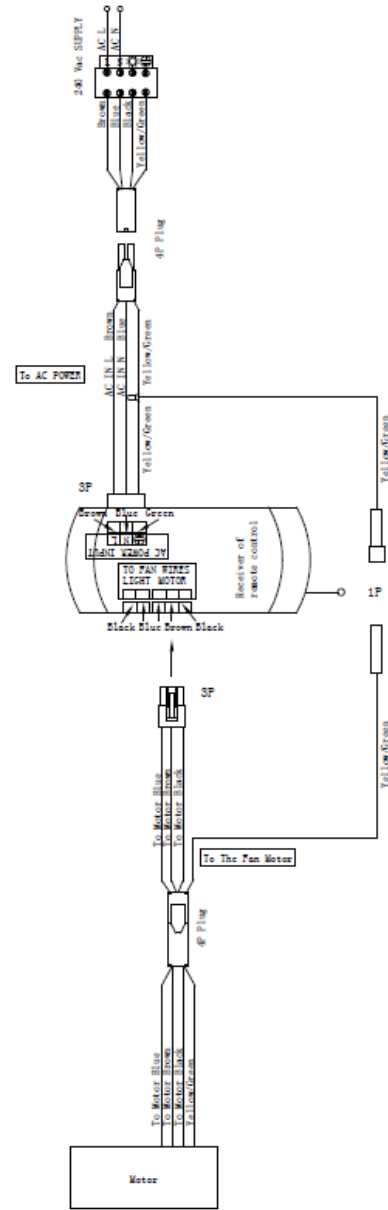 240 Vac SUPPLY
AC L
AC N
Brown
Blue
Black
Yellow/Green
4P Plug
To AC POWER
AC IN L
Brown
AC IN N
Blue
Yellow/Green
Yellow/Green
Yellow/Green
3P
Brown Blue Green
L N
AC POWER INPUT
TO FAN WIRES
LIGHT MOTOR
Black Blue Brown Black
Receiver of
remote control
1P
3P
To Motor Blue
To Motor Brown
To Motor Black
Yellow/Green
To The Fan Motor
4P Plug
To Motor Blue
To Motor Brown
To Motor Black
Yellow/Green
Motor